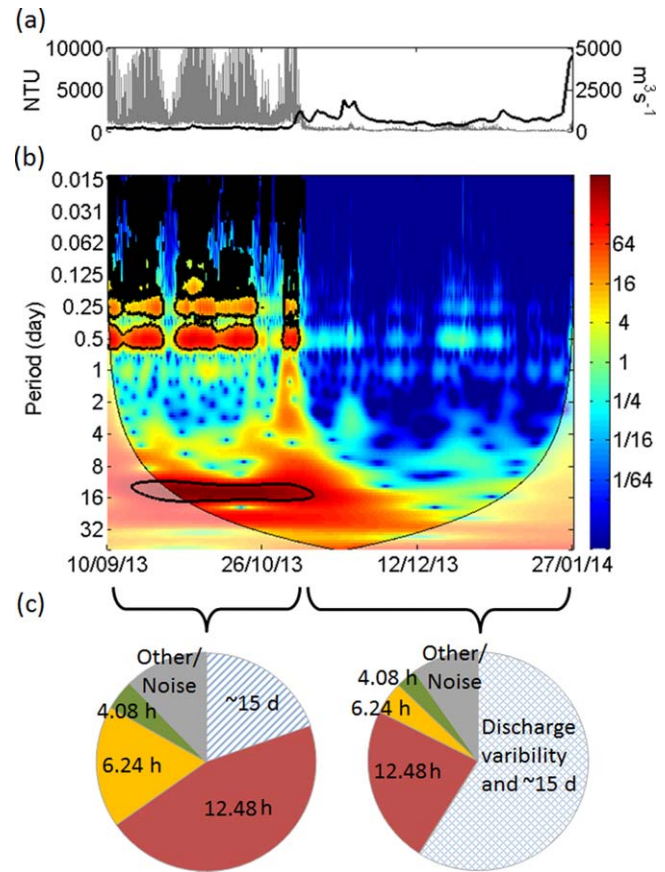 (a)
10000
5000
NTU
5000
2500
m³s⁻¹
0
0
(b)
0.015
0.031
0.062
0.125
0.25
0.5
1
2
4
8
16
32
Period (day)
64
16
4
1
1/4
1/16
1/64
10/09/13
26/10/13
12/12/13
27/01/14
(c)
Other/
Noise
~15 d
4.08 h
6.24 h
12.48 h
Other/
Noise
4.08 h
6.24 h
12.48 h
Discharge
varibility
and ~15 d